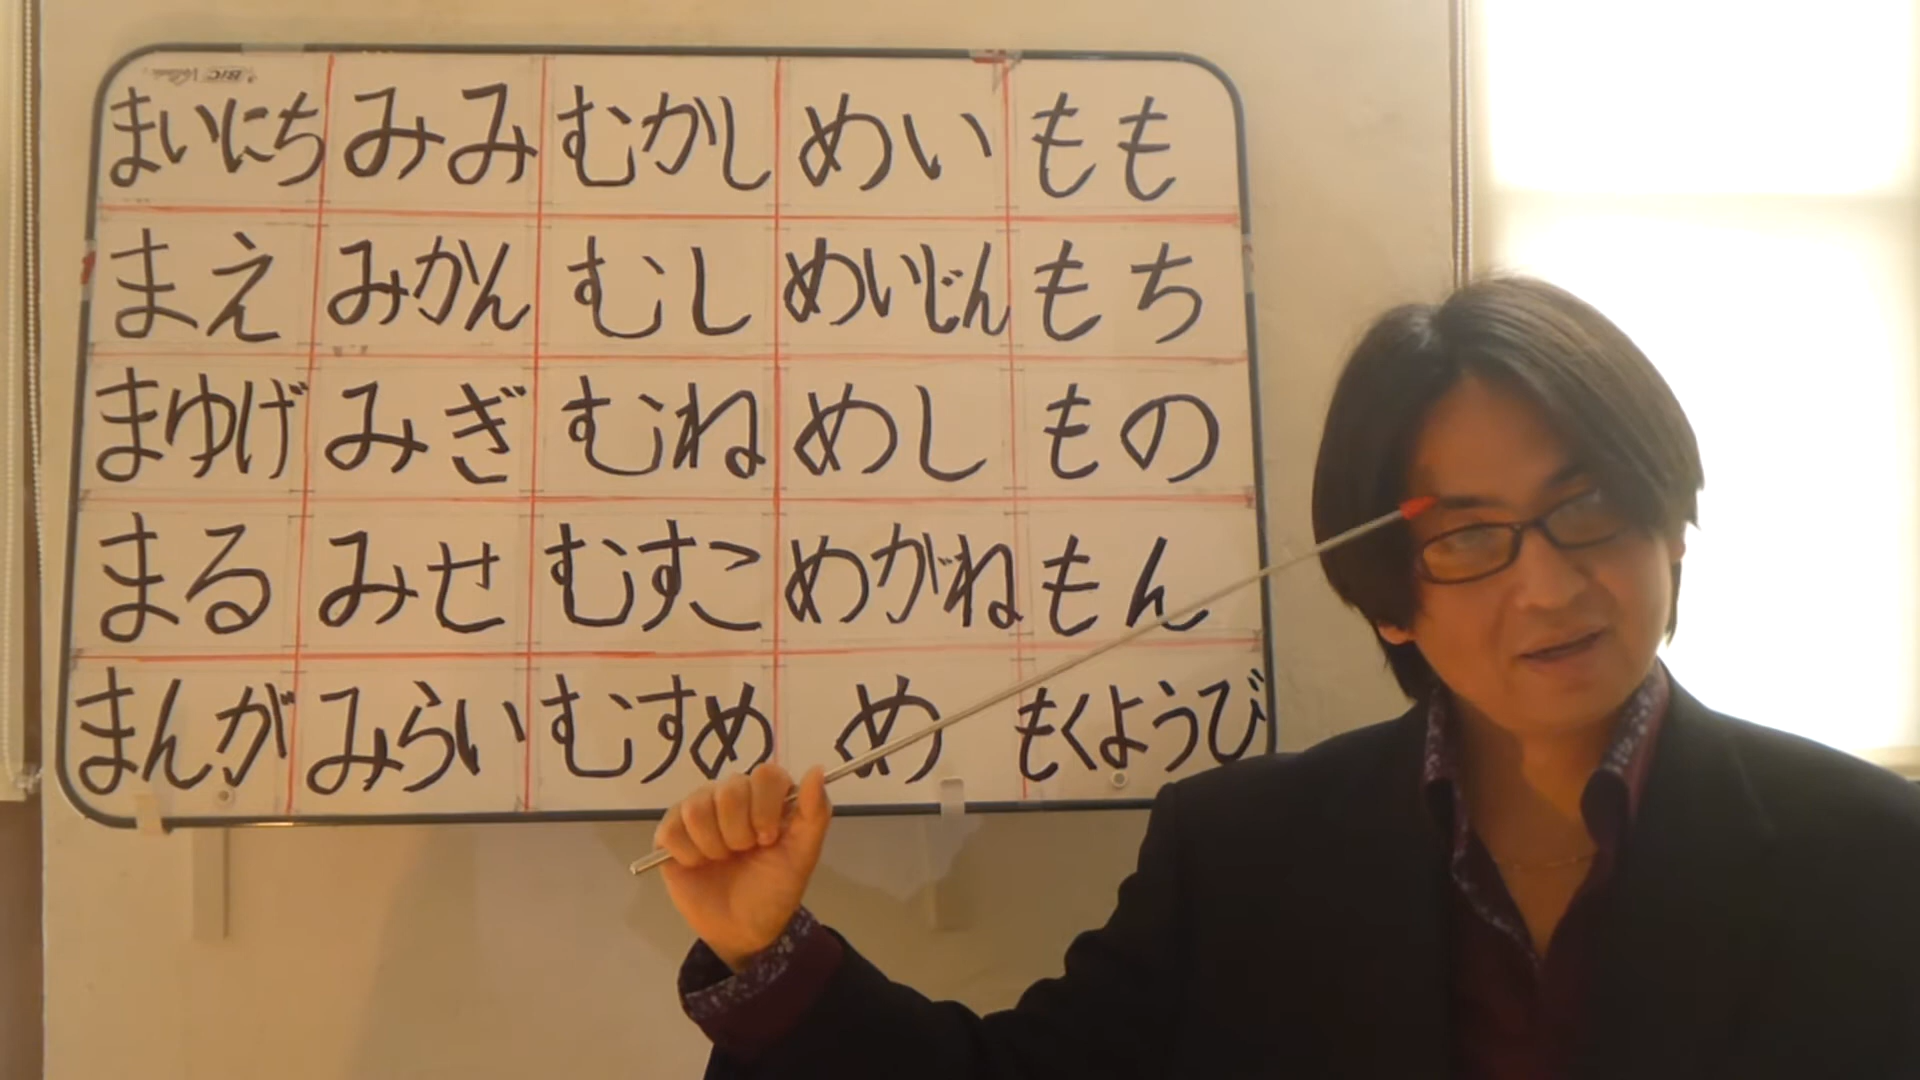 まいにち みみ むかし めい もも
まえ みかん むし めいじん もち
まゆげ みぎ むね めし もの
まる みせ むすこ めがね もん
まんが みらい むすめ め もくようび